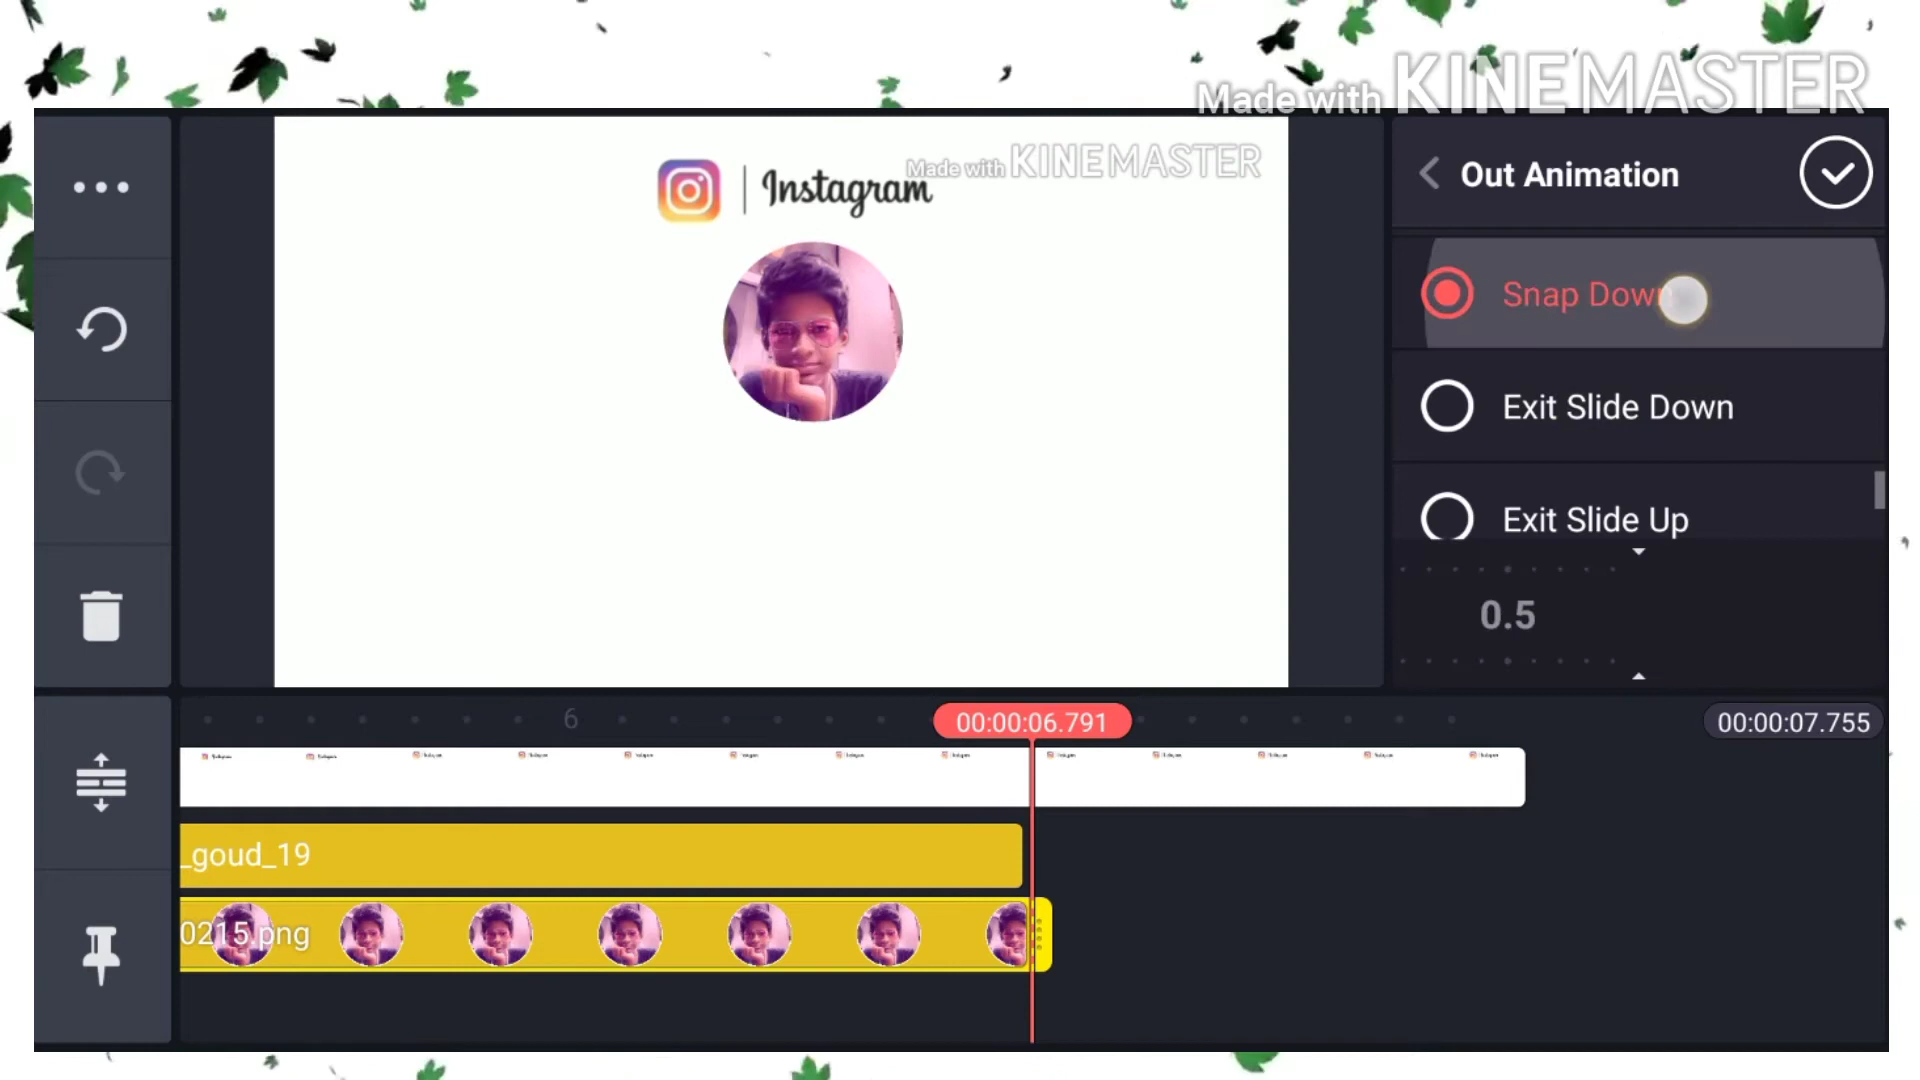 Made with KINEMASTER
Made with KINEMASTER
Instagram
Out Animation
Snap Down
Exit Slide Down
Exit Slide Up
0.5
6
00:00:06.791
00:00:07.755
_goud_19
0215.png